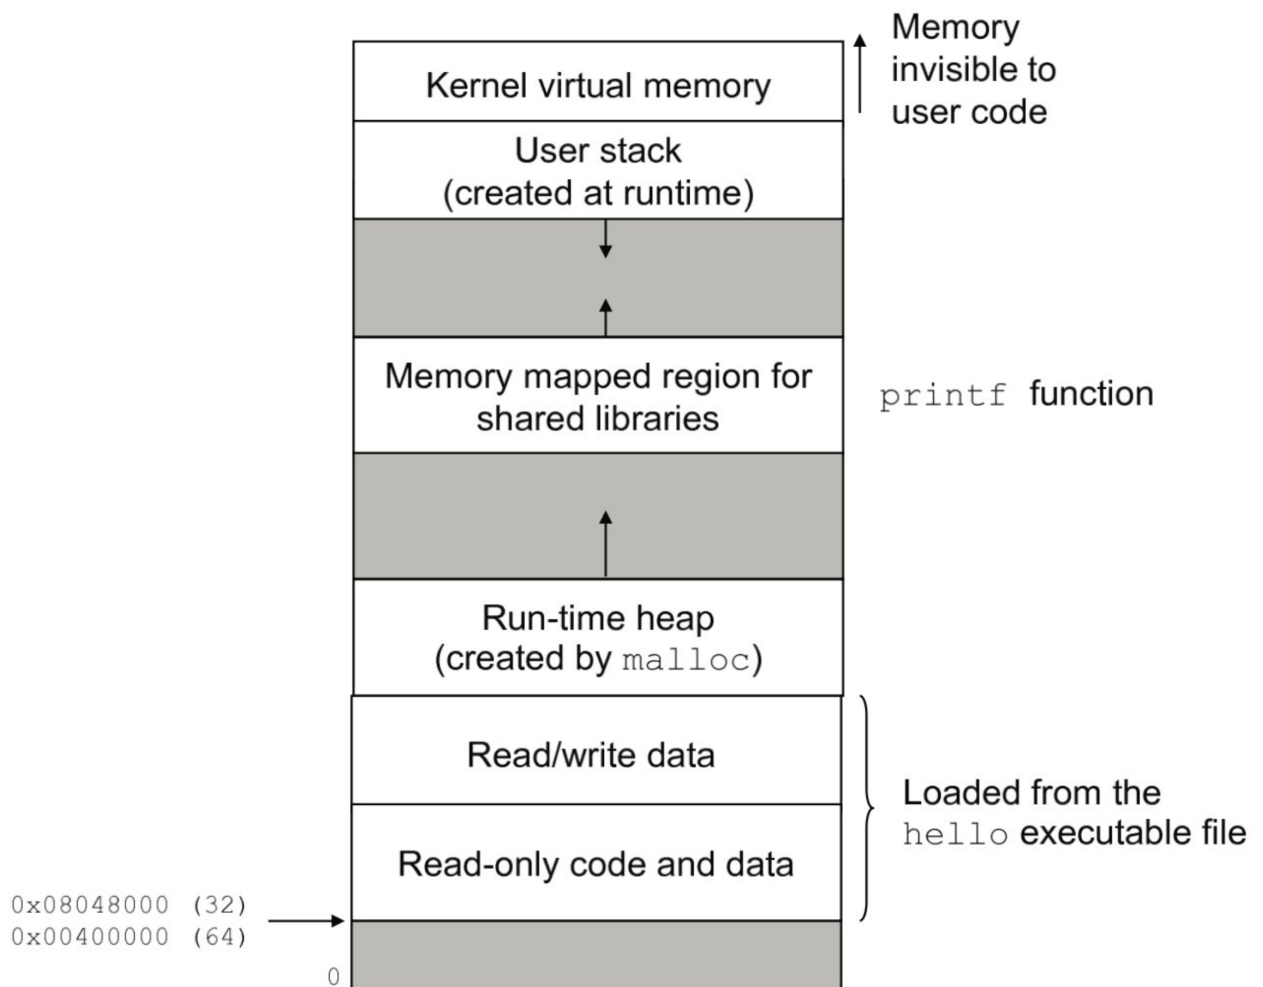 Memory
invisible to
user code
Kernel virtual memory
User stack
(created at runtime)
Memory mapped region for
shared libraries
printf function
Run-time heap
(created by malloc)
Read/write data
Loaded from the
hello executable file
Read-only code and data
0x08048000 (32)
0x00400000 (64)
0